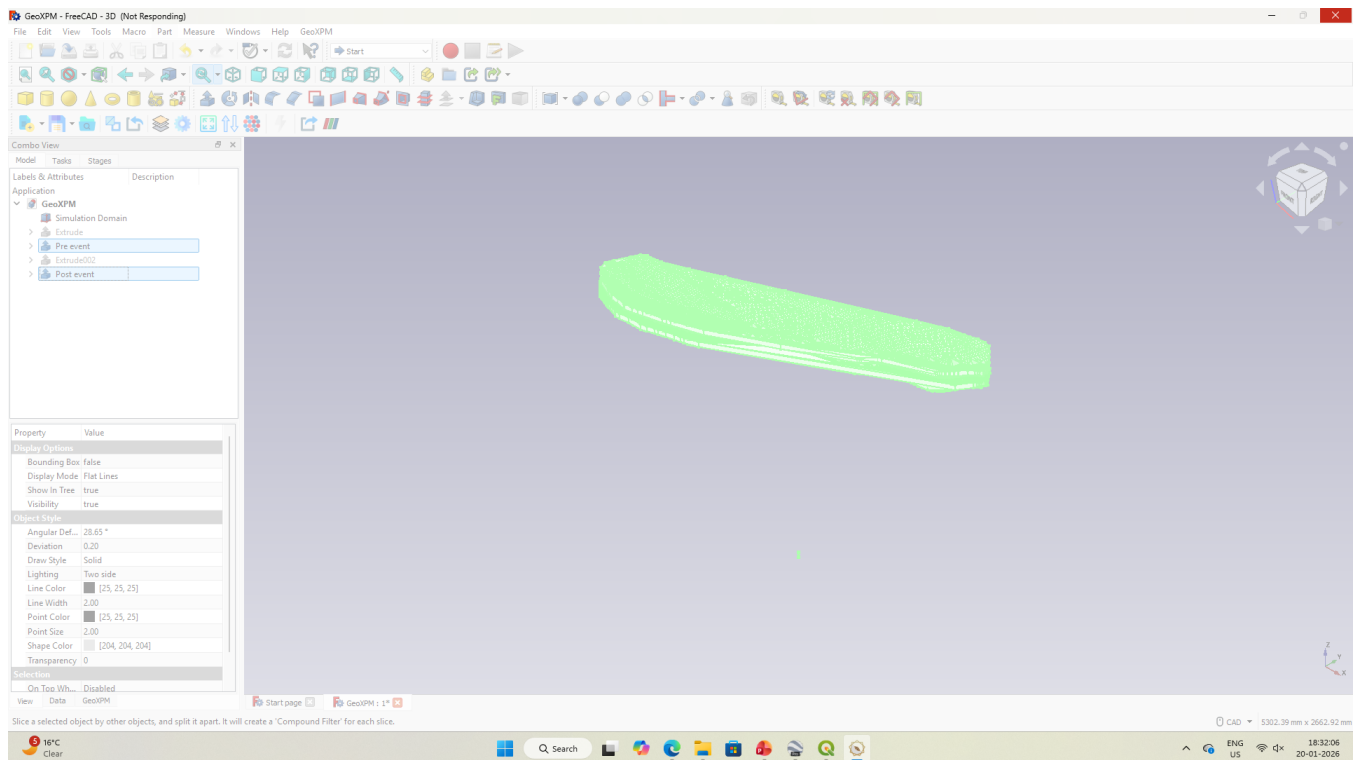 GeoXPM - FreeCAD - 3D (Not Responding)
File Edit View Tools Macro Part Measure Windows Help GeoXPM
Start
Combo View
Model Tasks Stages
Labels & Attributes Description
Application
GeoXPM
Simulation Domain
Extrude
Pre event
Extrude002
Post event
Property Value
Display Options
Bounding Box false
Display Mode Flat Lines
Show In Tree true
Visibility true
Object Style
Angular Def... 28.65 °
Deviation 0.20
Draw Style Solid
Lighting Two side
Line Color [25, 25, 25]
Line Width 2.00
Point Color [25, 25, 25]
Point Size 2.00
Shape Color [204, 204, 204]
Transparency 0
Selection
On Top Wh... Disabled
View Data GeoXPM
Z
Y
X
Start page GeoXPM : 1*
Slice a selected object by other objects, and split it apart. It will create a 'Compound Filter' for each slice.
CAD 5302.39 mm x 2662.92 mm
5
16°C
Clear
Search
ENG
US
18:32:06
20-01-2026